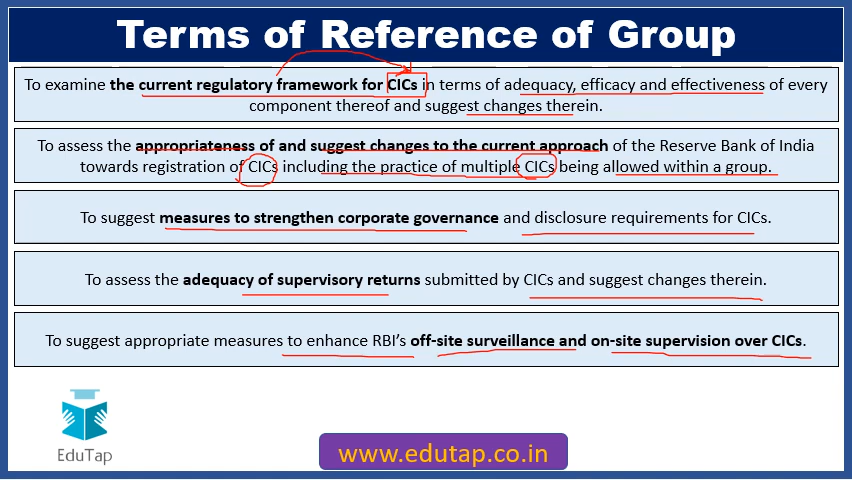 Terms of Reference of Group
To examine the current regulatory framework for CICs in terms of adequacy, efficacy and effectiveness of every
component thereof and suggest changes therein.
To assess the appropriateness of and suggest changes to the current approach of the Reserve Bank of India
towards registration of CICs including the practice of multiple CICs being allowed within a group.
To suggest measures to strengthen corporate governance and disclosure requirements for CICs.
To assess the adequacy of supervisory returns submitted by CICs and suggest changes therein.
To suggest appropriate measures to enhance RBI's off-site surveillance and on-site supervision over CICs.
EduTap
www.edutap.co.in